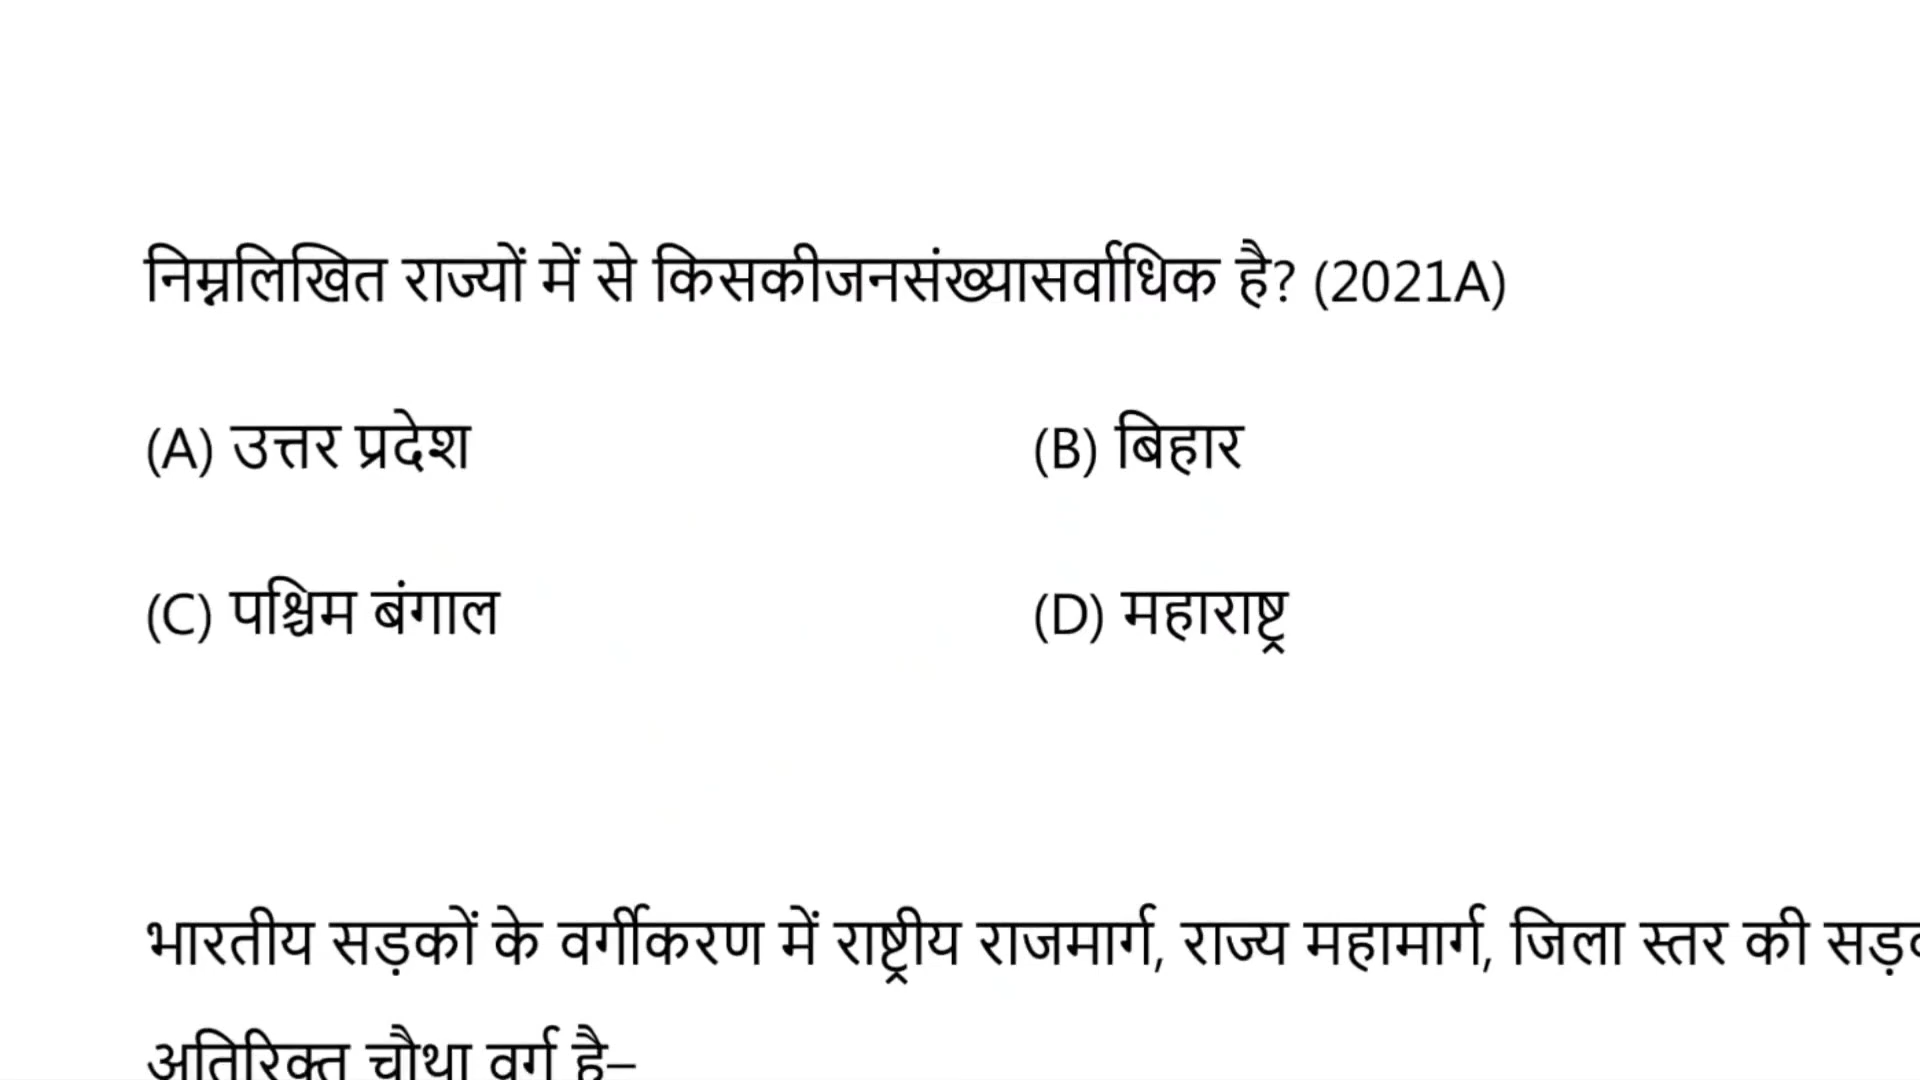 निम्नलिखित राज्यों में से किसकीजनसंख्यासर्वाधिक है? (2021A)
(A) उत्तर प्रदेश (B) बिहार
(C) पश्चिम बंगाल (D) महाराष्ट्र
भारतीय सड़कों के वर्गीकरण में राष्ट्रीय राजमार्ग, राज्य महामार्ग, जिला स्तर की
अतिरिक्त चौथा वर्ग है–